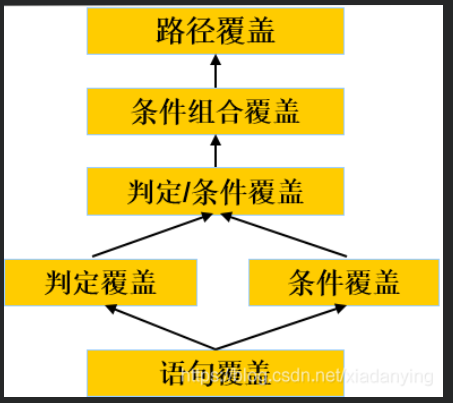 路径覆盖
条件组合覆盖
判定/条件覆盖
判定覆盖
条件覆盖
语句覆盖
https://blog.csdn.net/xiadanying